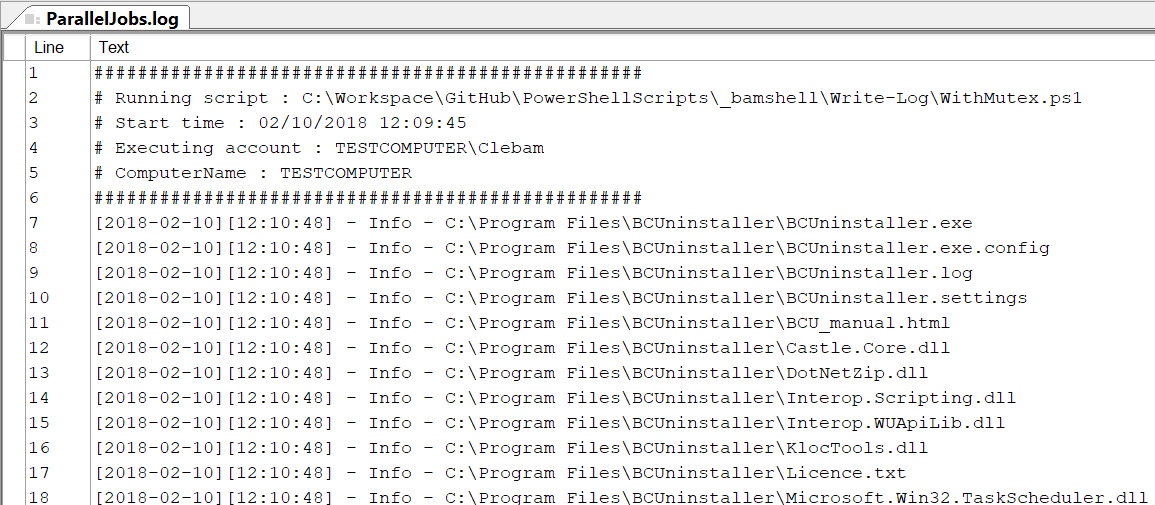 ParallelJobs.log
Line Text
1 ##################################################
2 # Running script : C:\Workspace\GitHub\PowerShellScripts\_bamshell\Write-Log\WithMutex.ps1
3 # Start time : 02/10/2018 12:09:45
4 # Executing account : TESTCOMPUTER\Clebam
5 # ComputerName : TESTCOMPUTER
6 ##################################################
7 [2018-02-10][12:10:48] - Info - C:\Program Files\BCUninstaller\BCUninstaller.exe
8 [2018-02-10][12:10:48] - Info - C:\Program Files\BCUninstaller\BCUninstaller.exe.config
9 [2018-02-10][12:10:48] - Info - C:\Program Files\BCUninstaller\BCUninstaller.log
10 [2018-02-10][12:10:48] - Info - C:\Program Files\BCUninstaller\BCUninstaller.settings
11 [2018-02-10][12:10:48] - Info - C:\Program Files\BCUninstaller\BCU_manual.html
12 [2018-02-10][12:10:48] - Info - C:\Program Files\BCUninstaller\Castle.Core.dll
13 [2018-02-10][12:10:48] - Info - C:\Program Files\BCUninstaller\DotNetZip.dll
14 [2018-02-10][12:10:48] - Info - C:\Program Files\BCUninstaller\Interop.Scripting.dll
15 [2018-02-10][12:10:48] - Info - C:\Program Files\BCUninstaller\Interop.WUApiLib.dll
16 [2018-02-10][12:10:48] - Info - C:\Program Files\BCUninstaller\KlocTools.dll
17 [2018-02-10][12:10:48] - Info - C:\Program Files\BCUninstaller\Licence.txt
18 [2018-02-10][12:10:48] - Info - C:\Program Files\BCUninstaller\Microsoft.Win32.TaskScheduler.dll